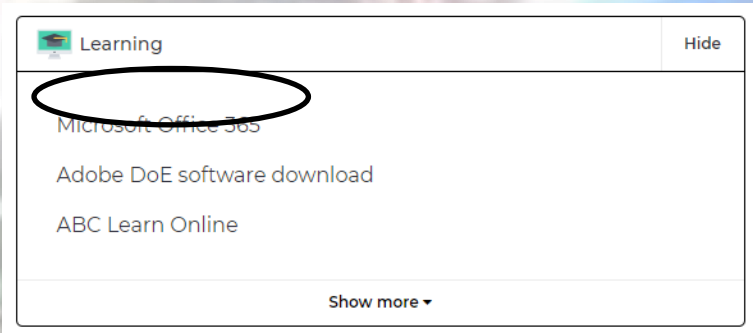 Learning
Hide
Microsoft Office 365
Adobe DoE software download
ABC Learn Online
Show more